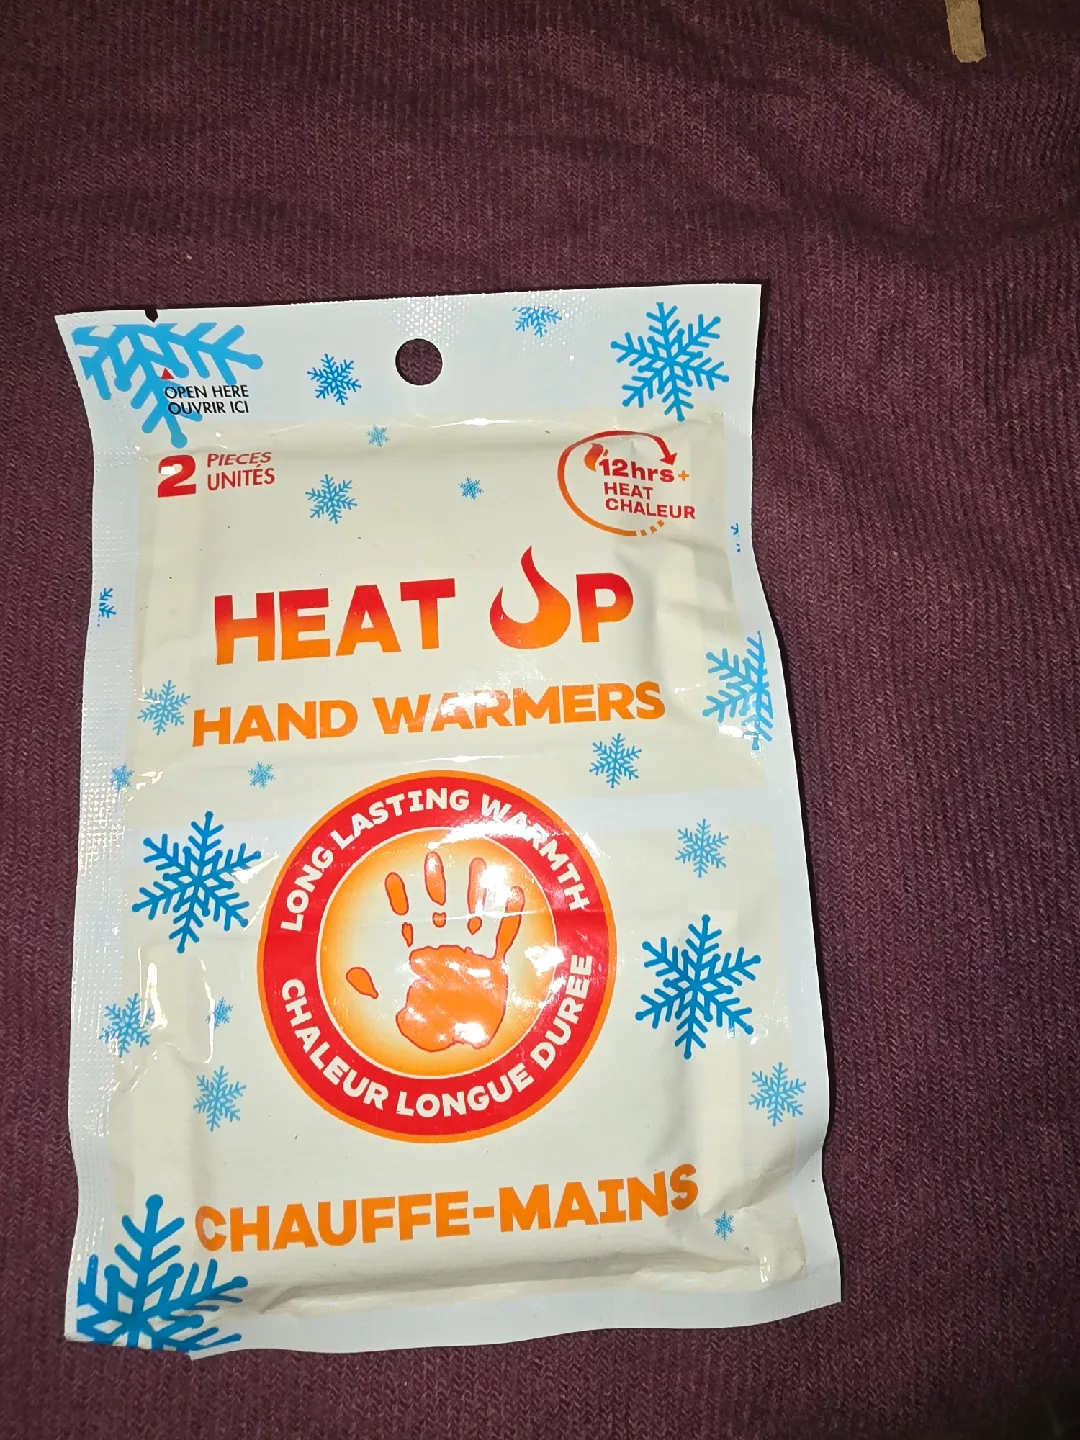 OPEN HERE
OUVRIR ICI
2 PIECES
UNITÉS
12hrs+
HEAT
CHALEUR
HEAT UP
HAND WARMERS
LONG LASTING WARMTH
CHALEUR LONGUE DUREE
CHAUFFE-MAINS